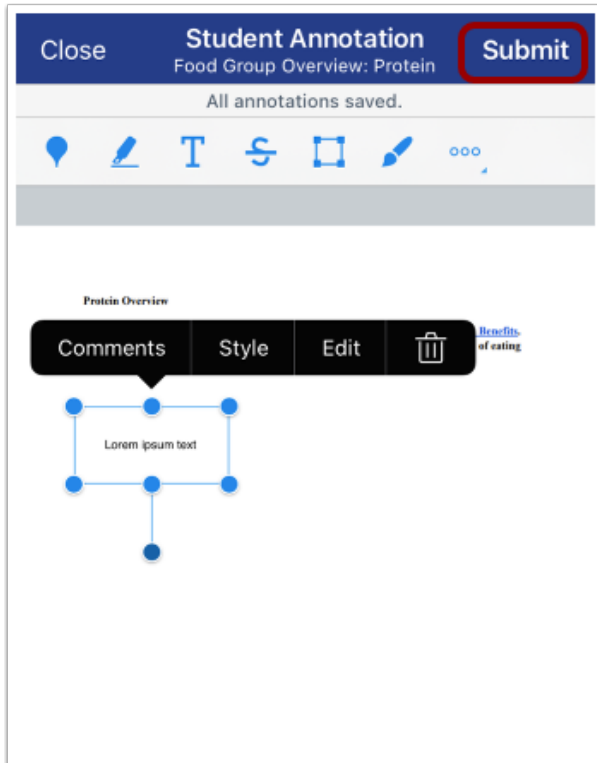 Close
Student Annotation
Submit
Food Group Overview: Protein
All annotations saved.
T S
Protein Overview
Benefits.
of eating
Comments Style Edit
Lorem ipsum text